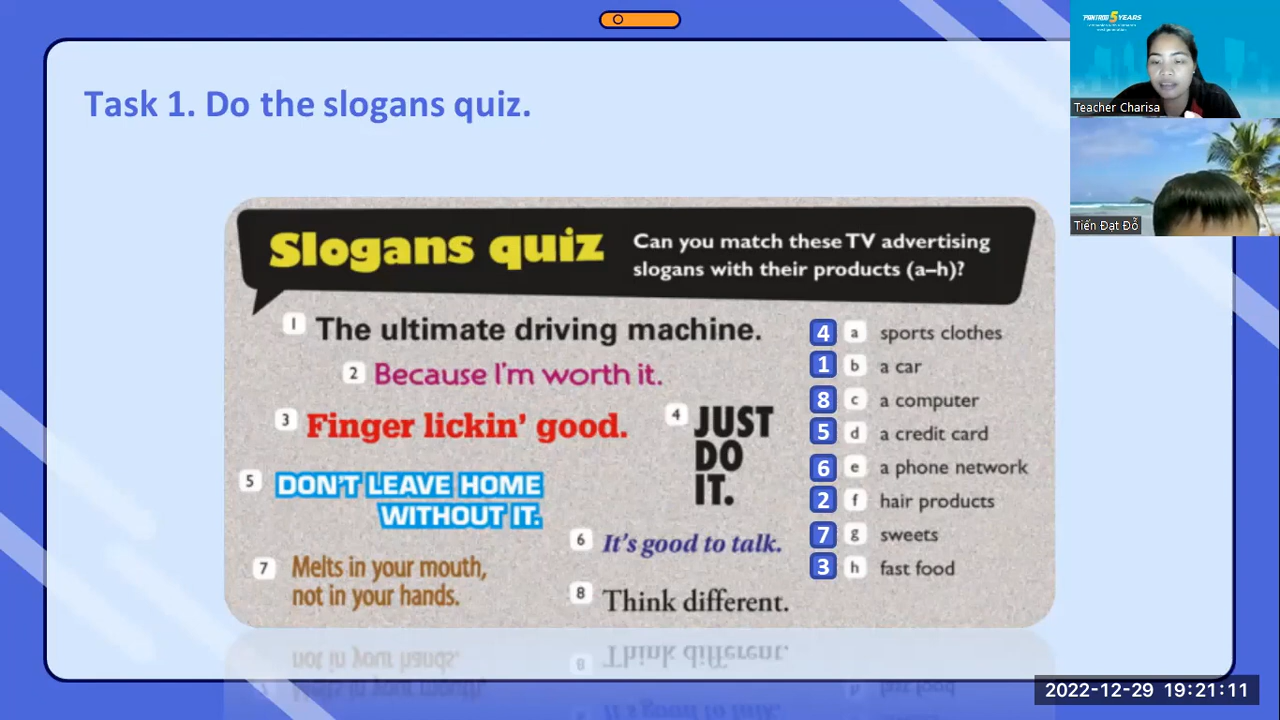 Task 1. Do the slogans quiz.
Slogans quiz
Can you match these TV advertising
slogans with their products (a–h)?
1 The ultimate driving machine.
2 Because I'm worth it.
3 Finger lickin' good.
4 JUST
DO
IT.
5 DON'T LEAVE HOME
WITHOUT IT.
6 It's good to talk.
7 Melts in your mouth,
not in your hands.
8 Think different.
4 a sports clothes
1 b a car
8 c a computer
5 d a credit card
6 e a phone network
2 f hair products
7 g sweets
3 h fast food
5 YEARS
Teacher Charisa
Tiến Đạt Đỗ
2022-12-29 19:21:11